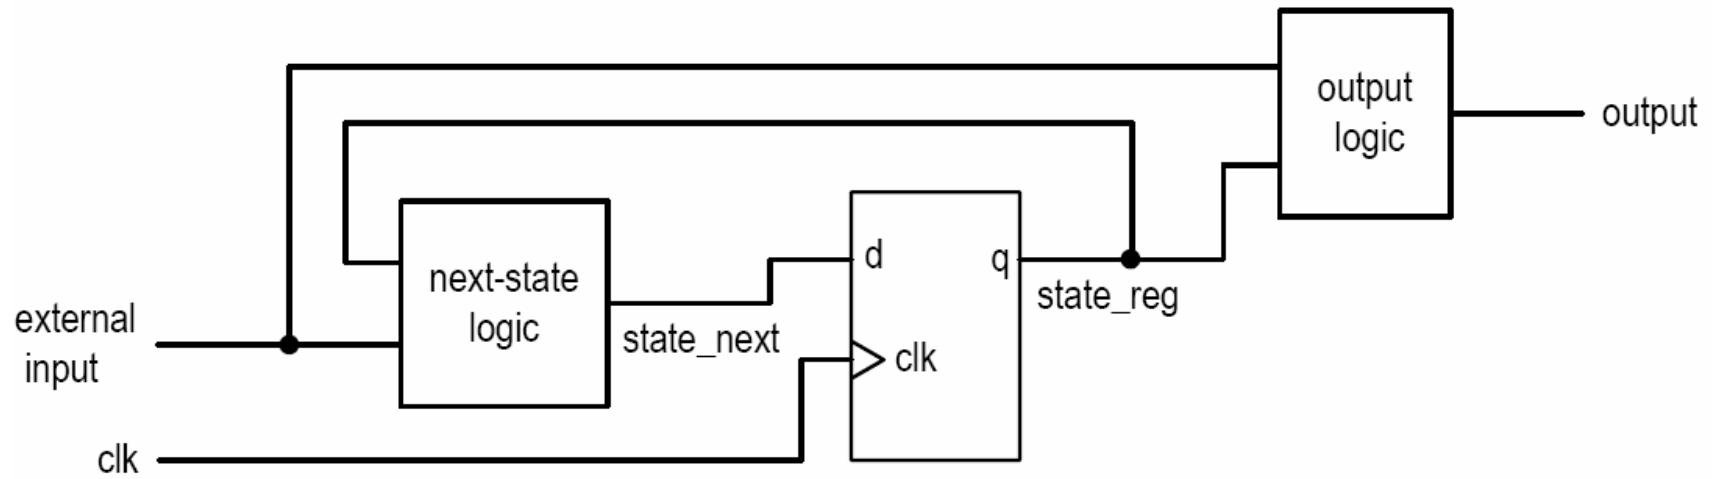 output
logic
output
next-state
logic
d
q
state_reg
external
input
state_next
clk
clk